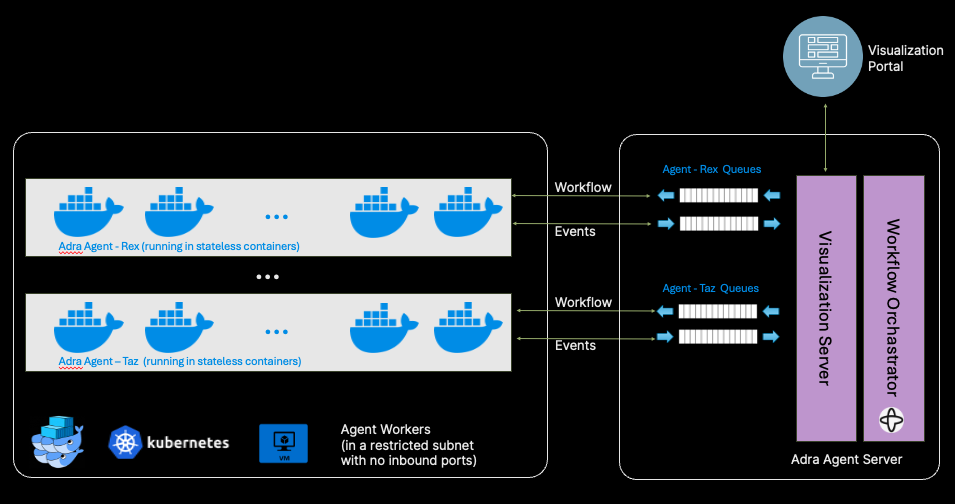 Visualization
Portal
Agent - Rex Queues
Workflow
Events
Adra Agent - Rex (running in stateless containers)
Agent - Taz Queues
Workflow
Events
Adra Agent – Taz (running in stateless containers)
Visualization Server
Workflow Orchastrator
kubernetes
VM
Agent Workers
(in a restricted subnet
with no inbound ports)
Adra Agent Server